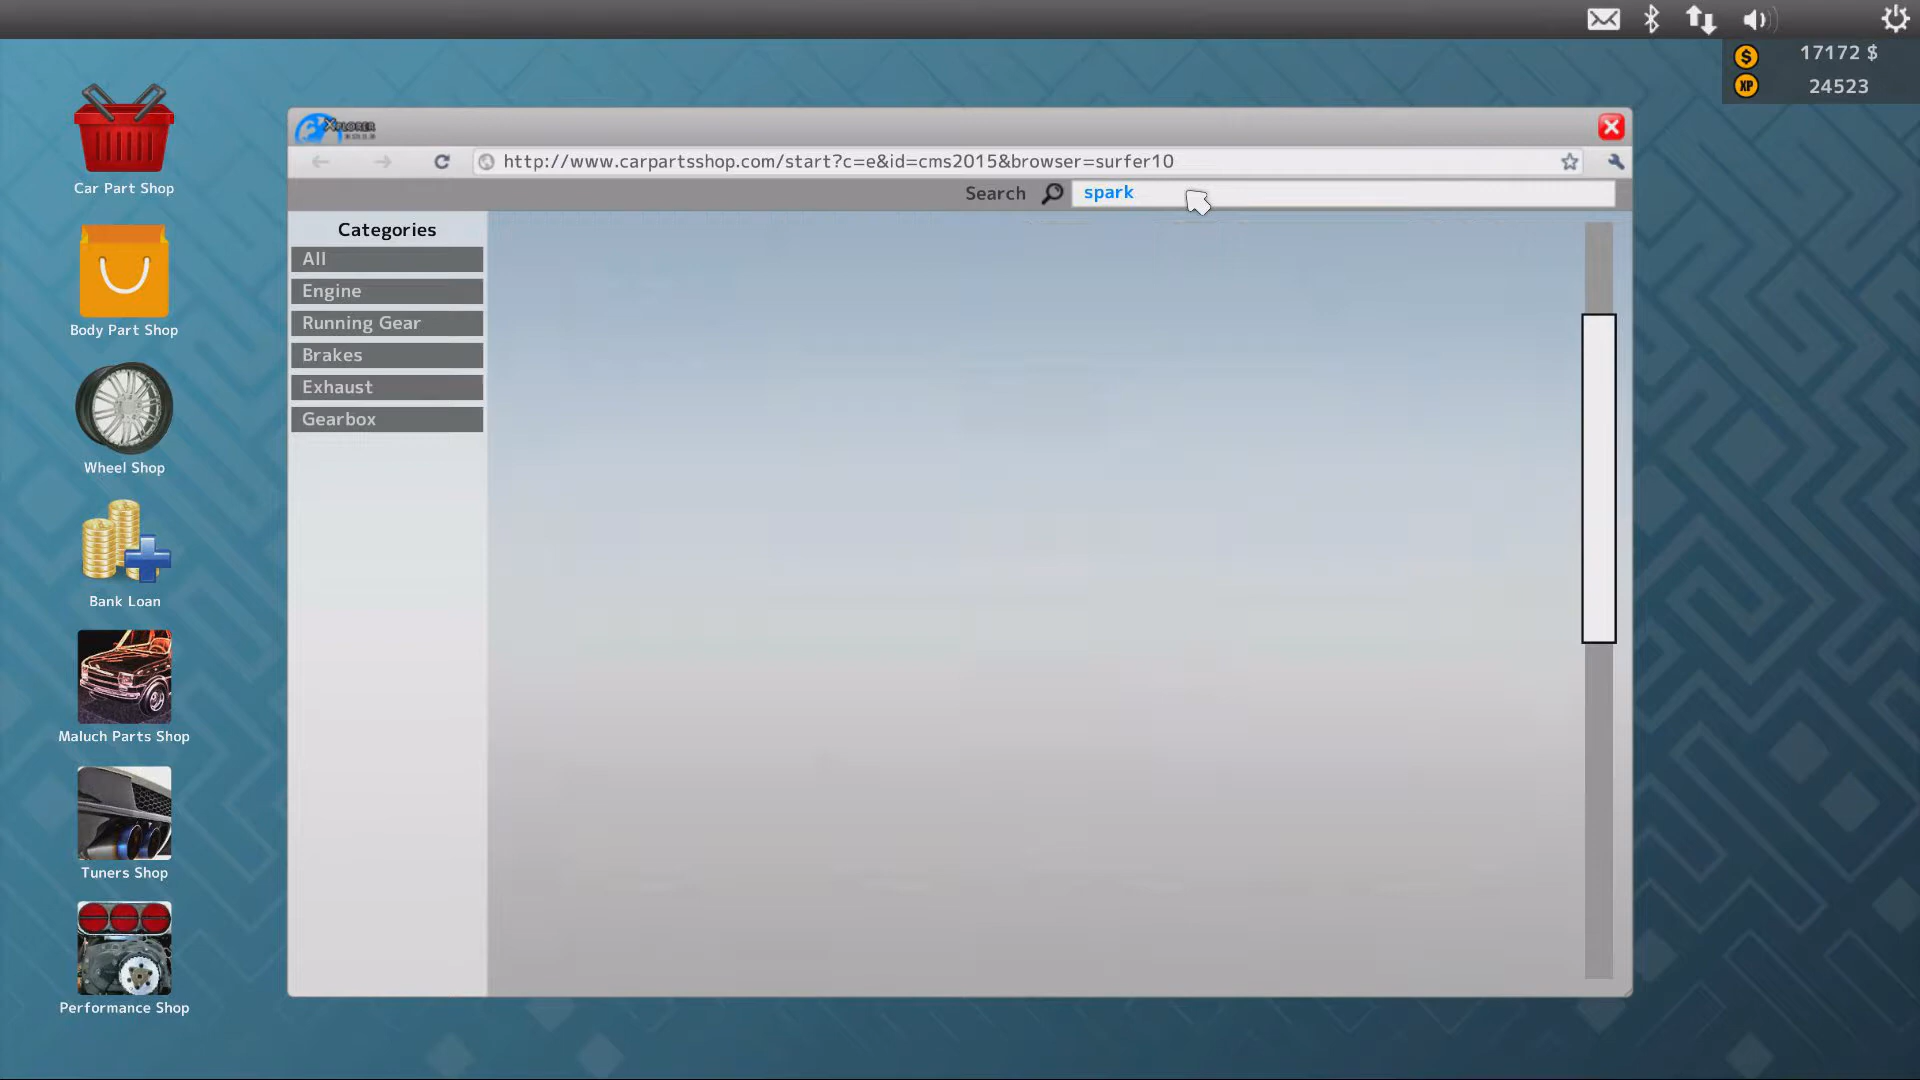 17172 $
XP 24523
Car Part Shop
Body Part Shop
Wheel Shop
Bank Loan
Maluch Parts Shop
Tuners Shop
Performance Shop
XPLORER
http://www.carpartsshop.com/start?c=e&id=cms2015&browser=surfer10
Search spark
Categories
All
Engine
Running Gear
Brakes
Exhaust
Gearbox